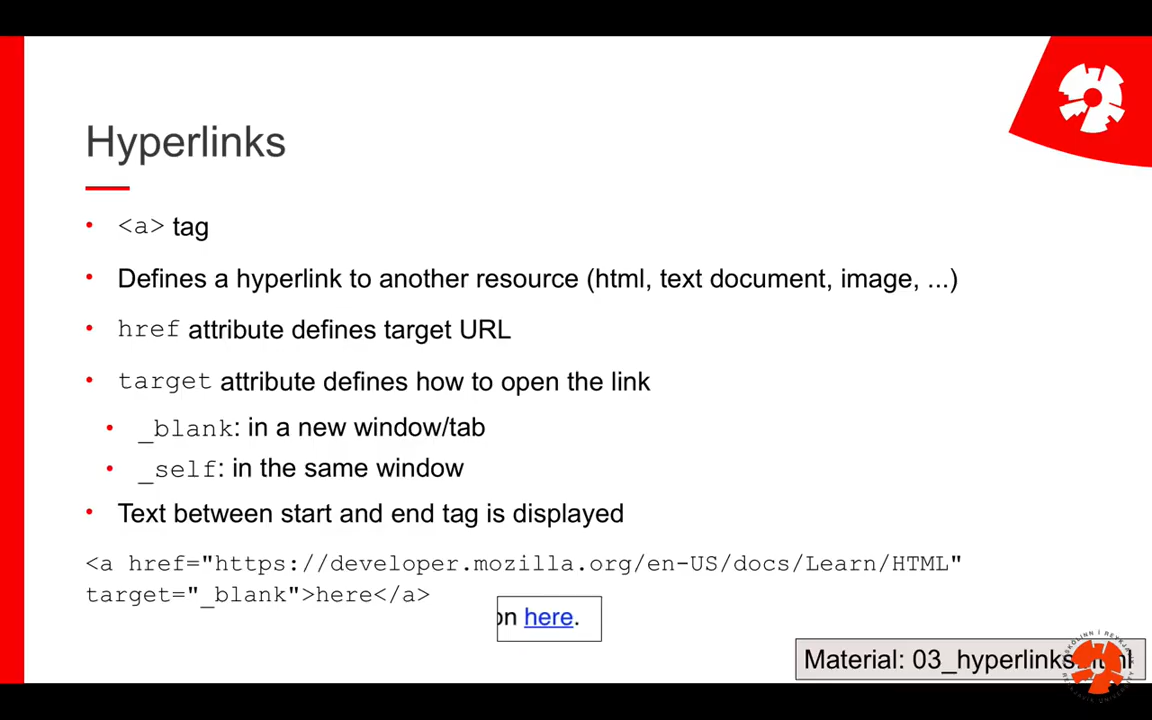 Hyperlinks
• <a> tag
• Defines a hyperlink to another resource (html, text document, image, ...)
• href attribute defines target URL
• target attribute defines how to open the link
• _blank: in a new window/tab
• _self: in the same window
• Text between start and end tag is displayed
<a href="https://developer.mozilla.org/en-US/docs/Learn/HTML"
target="_blank">here</a>
on here.
Material: 03_hyperlinks.html